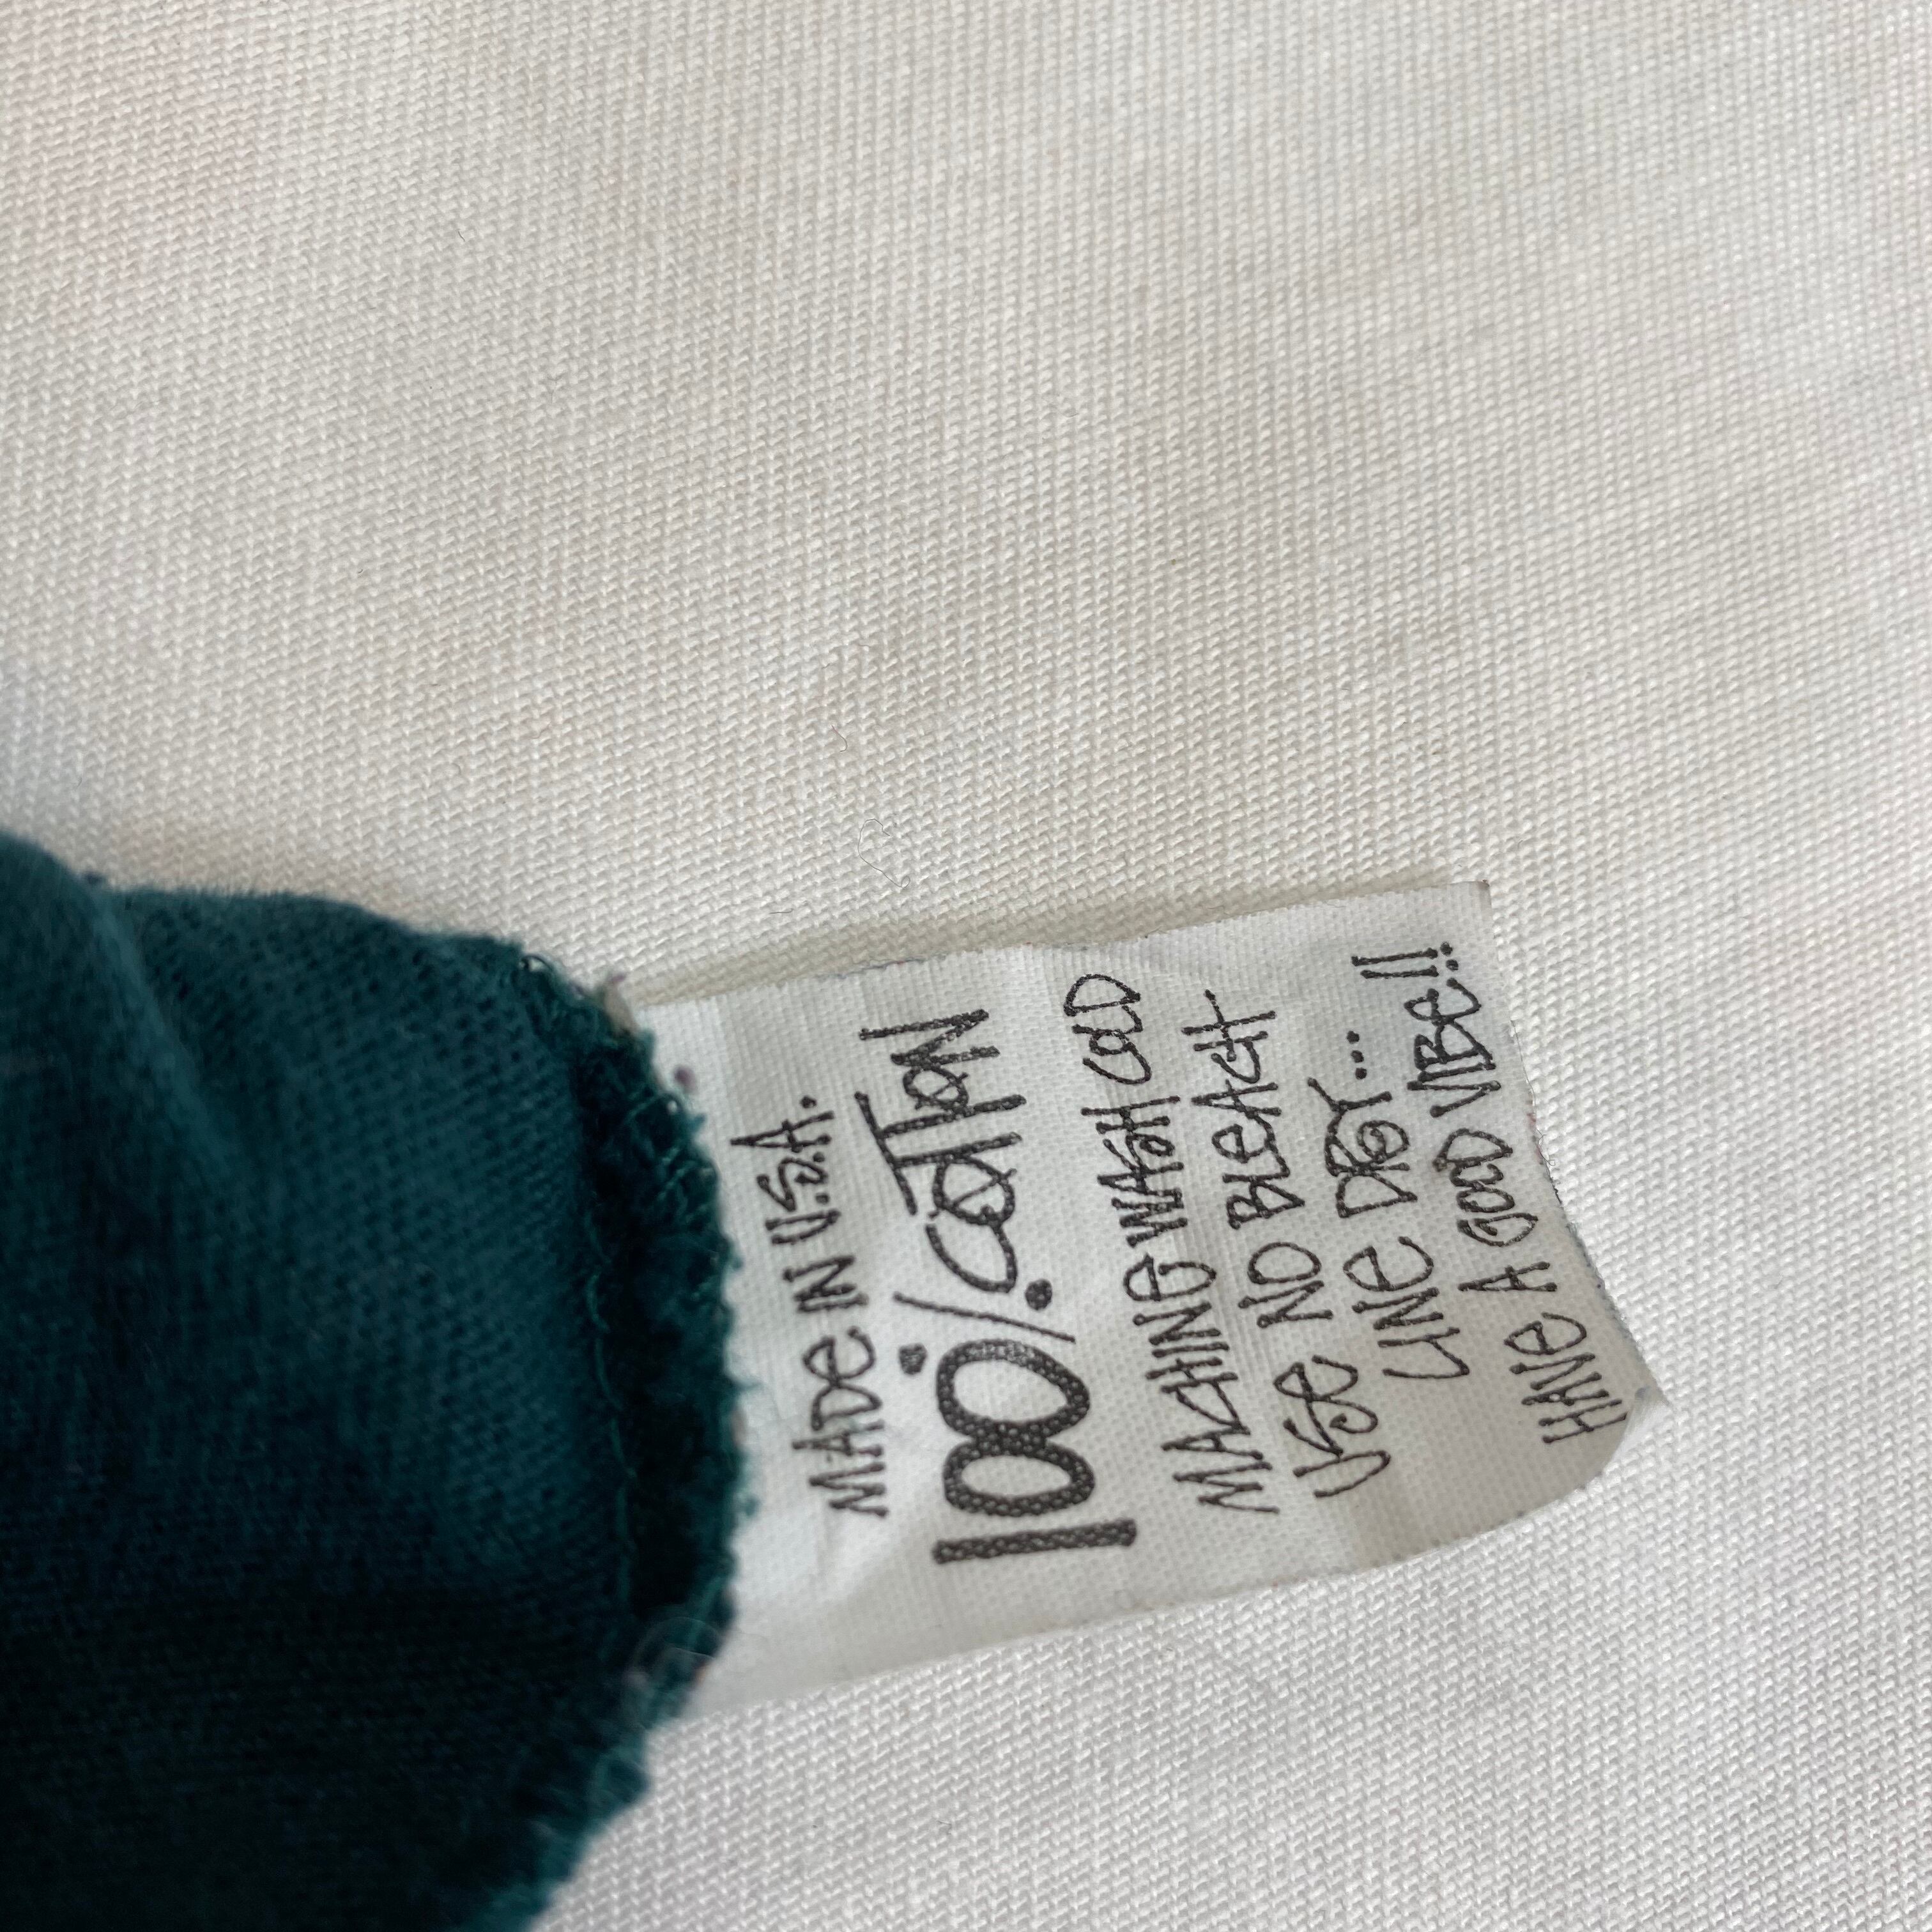 MADE IN U.S.A.
100% COTTON
MACHINE WASH COLD
USE NO BLEACH
LINE DRY...
HAVE A GOOD VIBE!!